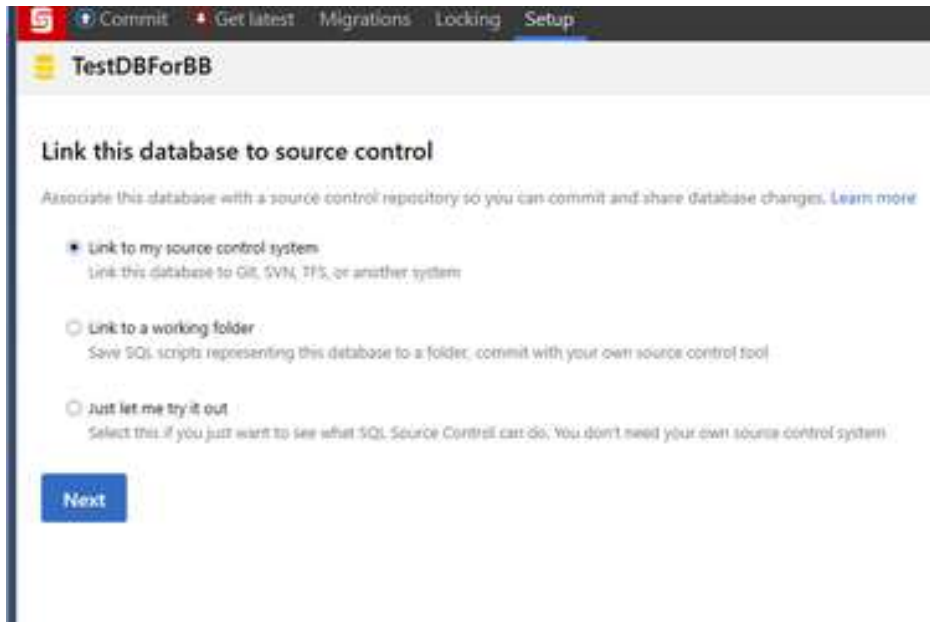 Commit Get latest Migrations Locking Setup
TestDBForBB
Link this database to source control
Associate this database with a source control repository so you can commit and share database changes. Learn more
Link to my source control system
Link this database to Git, SVN, TFS, or another system
Link to a working folder
Save SQL scripts representing this database to a folder, commit with your own source control tool
Just let me try it out
Select this if you just want to see what SQL Source Control can do. You don't need your own source control system
Next